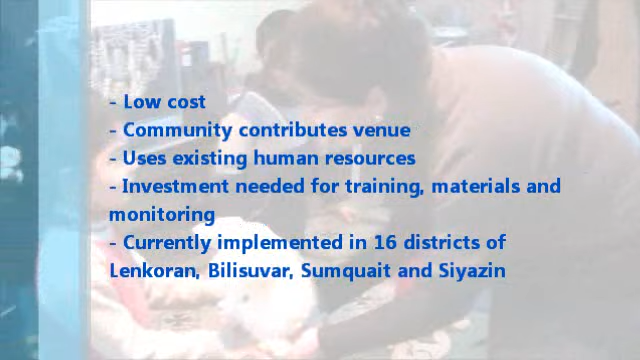 - Low cost
- Community contributes venue
- Uses existing human resources
- Investment needed for training, materials and
monitoring
- Currently implemented in 16 districts of
Lenkoran, Bilisuvar, Sumquait and Siyazin